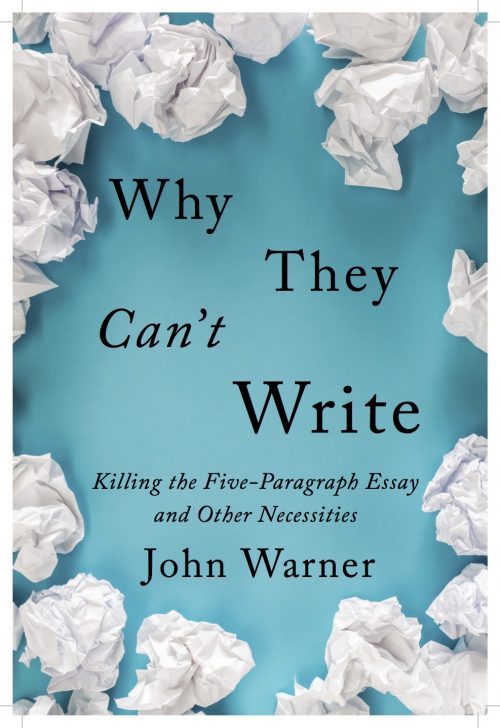 Why
They
Can't
Write
Killing the Five-Paragraph Essay
and Other Necessities
John Warner